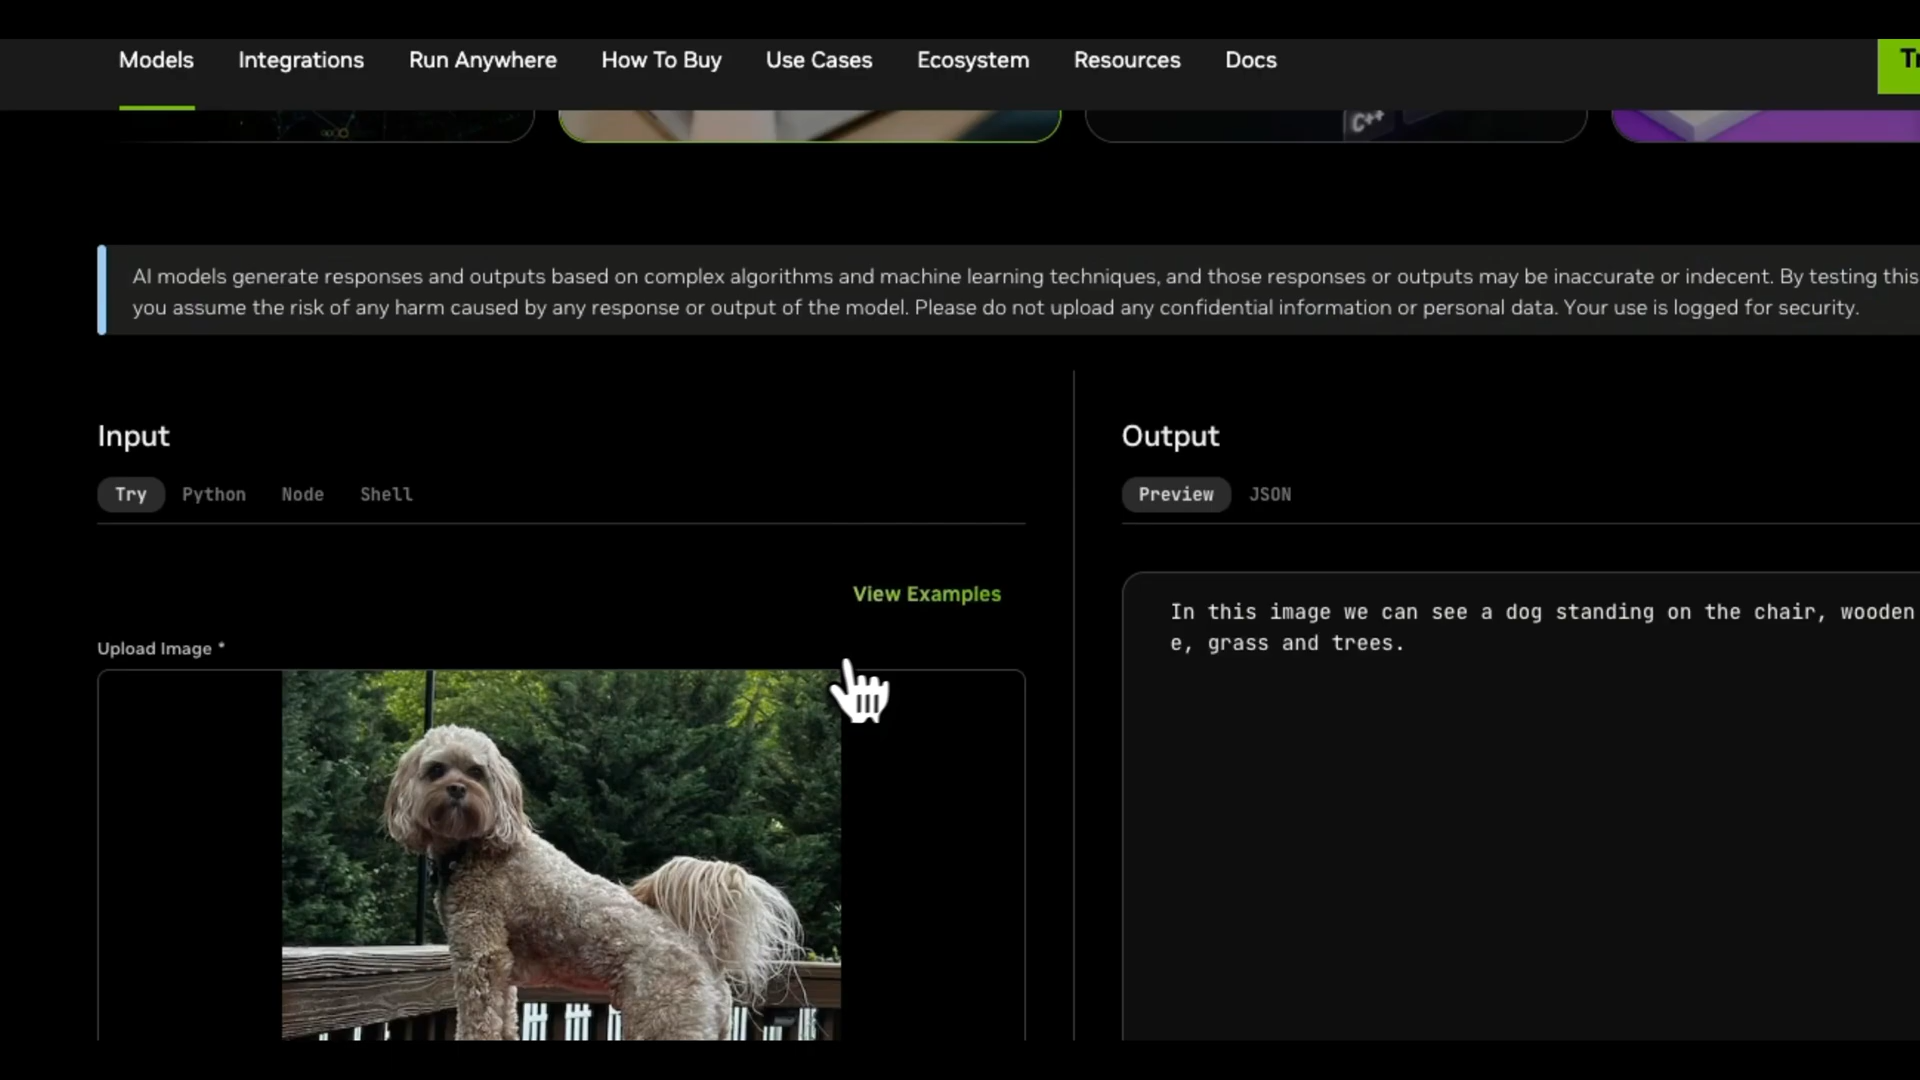 Models Integrations Run Anywhere How To Buy Use Cases Ecosystem Resources Docs
C++
AI models generate responses and outputs based on complex algorithms and machine learning techniques, and those responses or outputs may be inaccurate or indecent. By testing this
you assume the risk of any harm caused by any response or output of the model. Please do not upload any confidential information or personal data. Your use is logged for security.
Input
Output
Try Python Node Shell
Preview JSON
View Examples
In this image we can see a dog standing on the chair, wooden
e, grass and trees.
Upload Image *